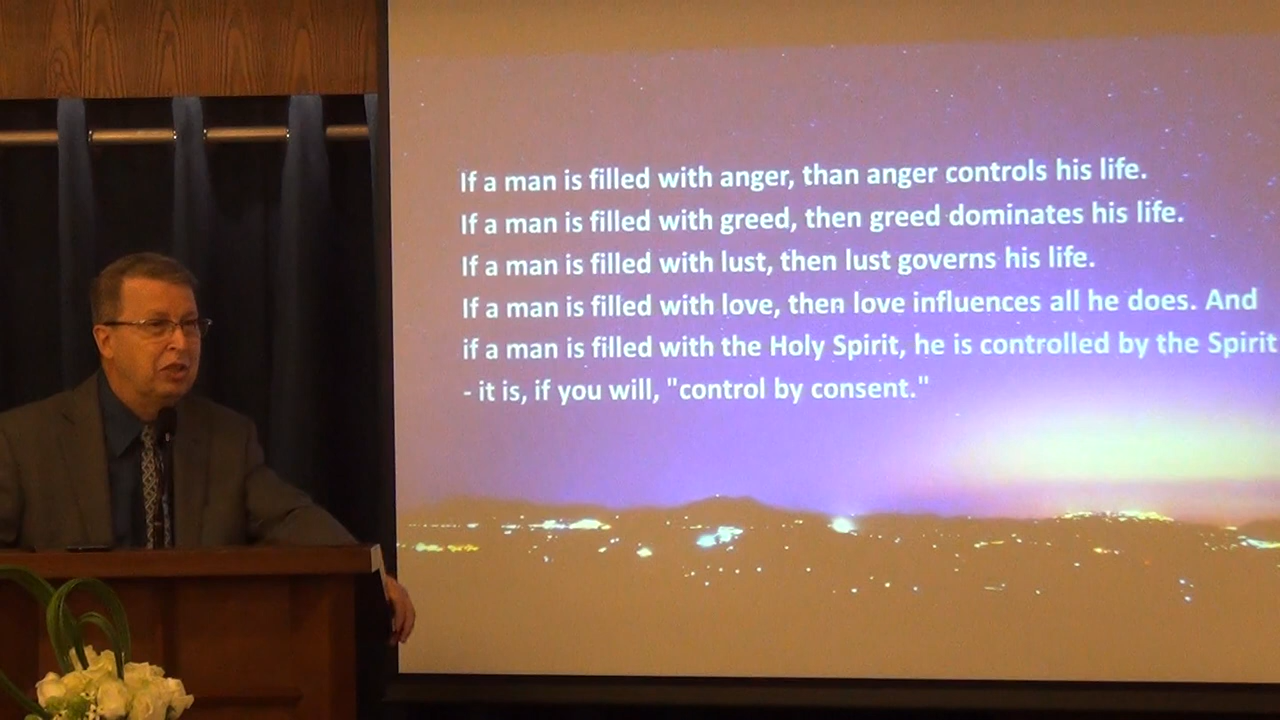 If a man is filled with anger, than anger controls his life.
If a man is filled with greed, then greed dominates his life.
If a man is filled with lust, then lust governs his life.
If a man is filled with love, then love influences all he does. And
if a man is filled with the Holy Spirit, he is controlled by the Spirit
- it is, if you will, "control by consent."